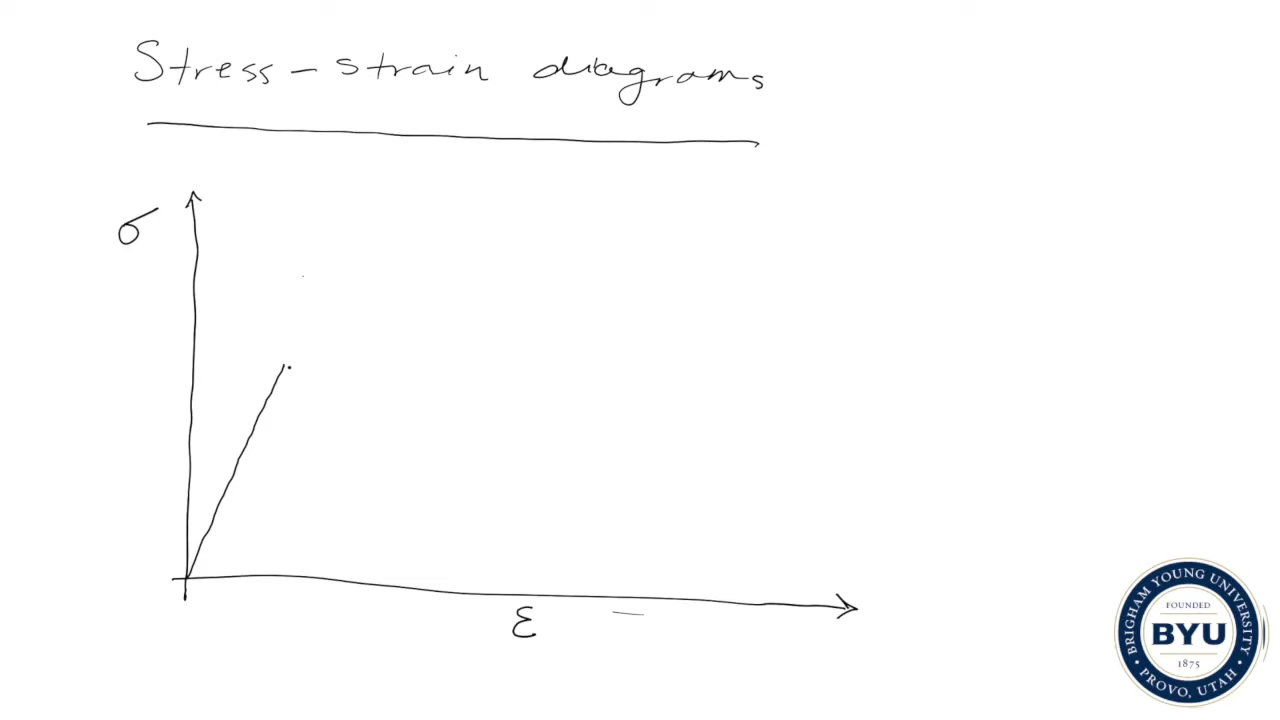 Stress - strain diagrams
σ
ε
BRIGHAM YOUNG UNIVERSITY
FOUNDED
BYU
1875
PROVO, UTAH